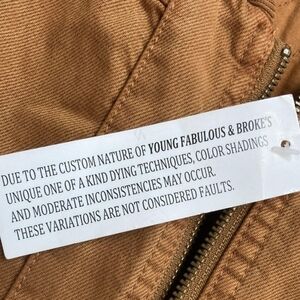 DUE TO THE CUSTOM NATURE OF YOUNG FABULOUS & BROKE'S
UNIQUE ONE OF A KIND DYING TECHNIQUES, COLOR SHADINGS
AND MODERATE INCONSISTENCIES MAY OCCUR.
THESE VARIATIONS ARE NOT CONSIDERED FAULTS.